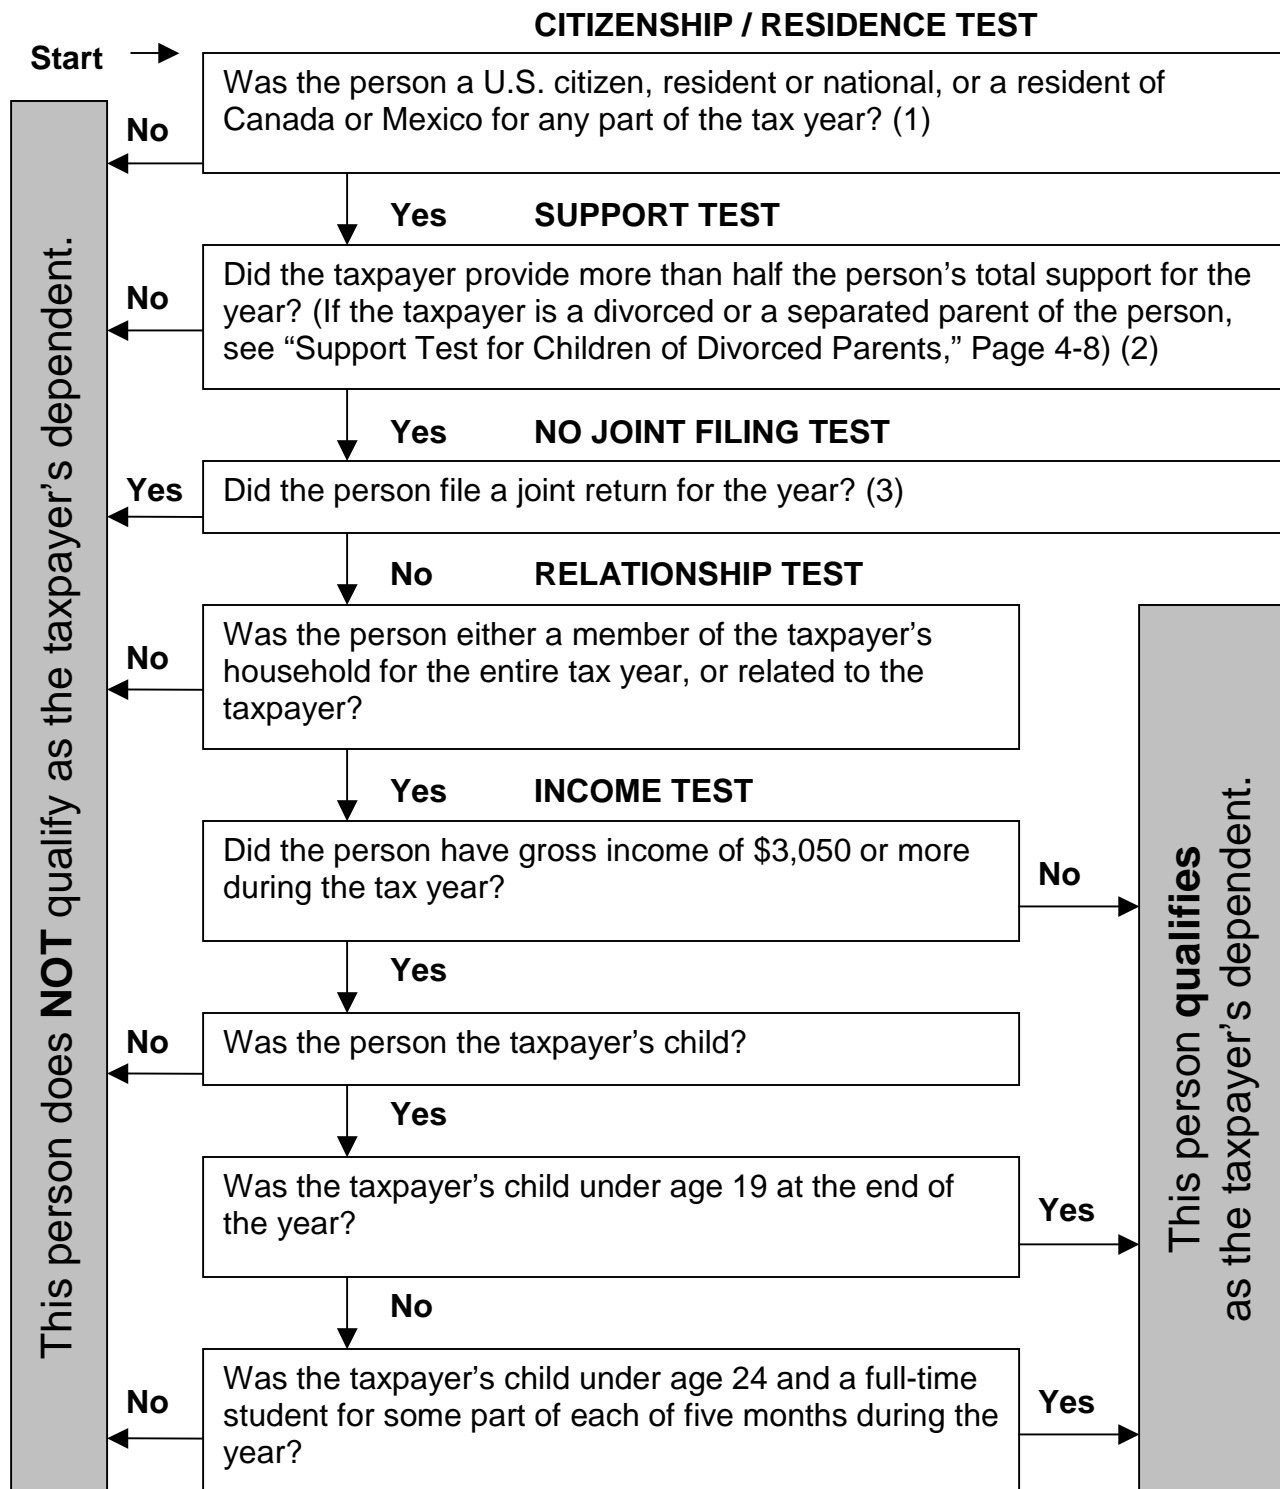 CITIZENSHIP / RESIDENCE TEST
Start
Was the person a U.S. citizen, resident or national, or a resident of
Canada or Mexico for any part of the tax year? (1)
No
Yes
SUPPORT TEST
Did the taxpayer provide more than half the person's total support for the
year? (If the taxpayer is a divorced or a separated parent of the person,
see “Support Test for Children of Divorced Parents,” Page 4-8) (2)
No
Yes
NO JOINT FILING TEST
Did the person file a joint return for the year? (3)
Yes
No
RELATIONSHIP TEST
Was the person either a member of the taxpayer's
household for the entire tax year, or related to the
taxpayer?
No
Yes
INCOME TEST
Did the person have gross income of $3,050 or more
during the tax year?
No
Yes
Was the person the taxpayer's child?
No
Yes
Was the taxpayer's child under age 19 at the end of
the year?
Yes
No
Was the taxpayer's child under age 24 and a full-time
student for some part of each of five months during the
year?
No
Yes
This person does NOT qualify as the taxpayer's dependent.
This person qualifies
as the taxpayer's dependent.